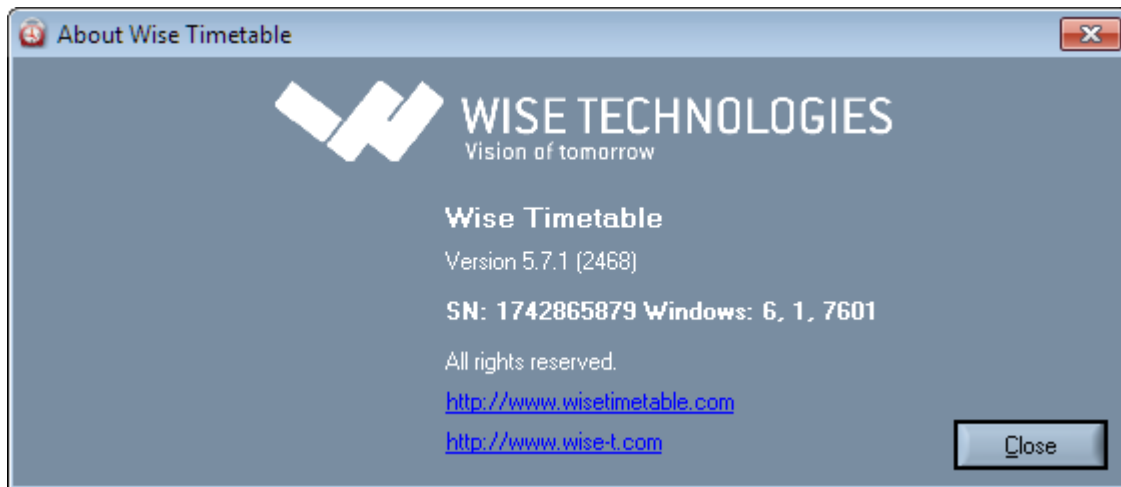 About Wise Timetable
WISE TECHNOLOGIES
Vision of tomorrow
Wise Timetable
Version 5.7.1 (2468)
SN: 1742865879 Windows: 6, 1, 7601
All rights reserved.
http://www.wisetimetable.com
http://www.wise-t.com
Close